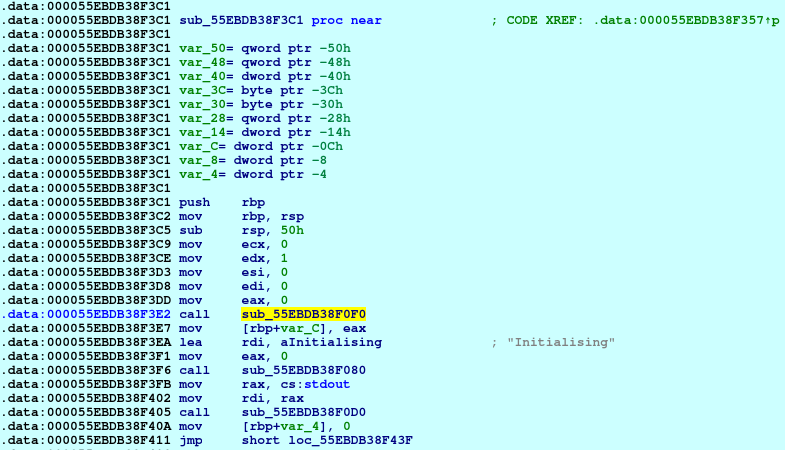 .data:000055EBDB38F3C1
.data:000055EBDB38F3C1 sub_55EBDB38F3C1 proc near ; CODE XREF: .data:000055EBDB38F357↑p
.data:000055EBDB38F3C1
.data:000055EBDB38F3C1 var_50= qword ptr -50h
.data:000055EBDB38F3C1 var_48= qword ptr -48h
.data:000055EBDB38F3C1 var_40= dword ptr -40h
.data:000055EBDB38F3C1 var_3C= byte ptr -3Ch
.data:000055EBDB38F3C1 var_30= byte ptr -30h
.data:000055EBDB38F3C1 var_28= qword ptr -28h
.data:000055EBDB38F3C1 var_14= dword ptr -14h
.data:000055EBDB38F3C1 var_C= dword ptr -0Ch
.data:000055EBDB38F3C1 var_8= dword ptr -8
.data:000055EBDB38F3C1 var_4= dword ptr -4
.data:000055EBDB38F3C1
.data:000055EBDB38F3C1 push rbp
.data:000055EBDB38F3C2 mov rbp, rsp
.data:000055EBDB38F3C5 sub rsp, 50h
.data:000055EBDB38F3C9 mov ecx, 0
.data:000055EBDB38F3CE mov edx, 1
.data:000055EBDB38F3D3 mov esi, 0
.data:000055EBDB38F3D8 mov edi, 0
.data:000055EBDB38F3DD mov eax, 0
.data:000055EBDB38F3E2 call sub_55EBDB38F0F0
.data:000055EBDB38F3E7 mov [rbp+var_C], eax
.data:000055EBDB38F3EA lea rdi, aInitialising ; "Initialising"
.data:000055EBDB38F3F1 mov eax, 0
.data:000055EBDB38F3F6 call sub_55EBDB38F080
.data:000055EBDB38F3FB mov rax, cs:stdout
.data:000055EBDB38F402 mov rdi, rax
.data:000055EBDB38F405 call sub_55EBDB38F0D0
.data:000055EBDB38F40A mov [rbp+var_4], 0
.data:000055EBDB38F411 jmp short loc_55EBDB38F43F